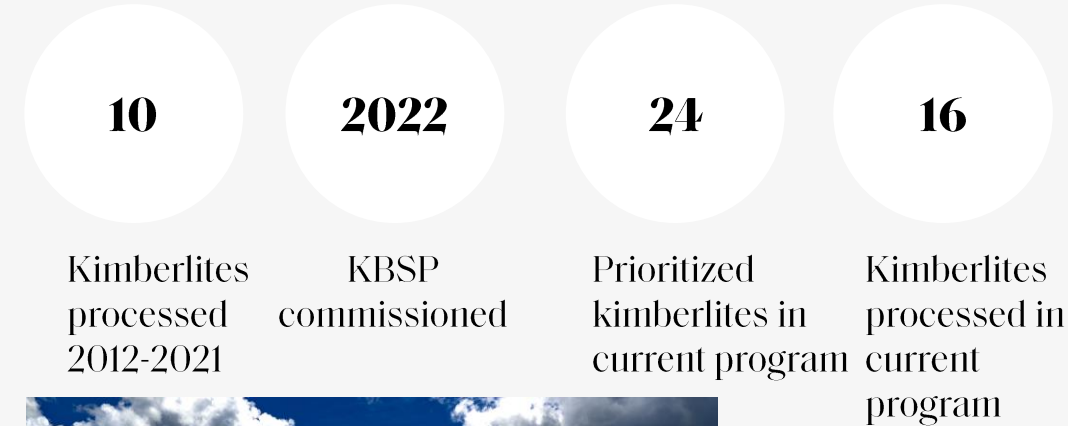 10
Kimberlites
processed
2012-2021
2022
KBSP
commissioned
24
Prioritized
kimberlites in
current program
16
Kimberlites
processed in
current
program